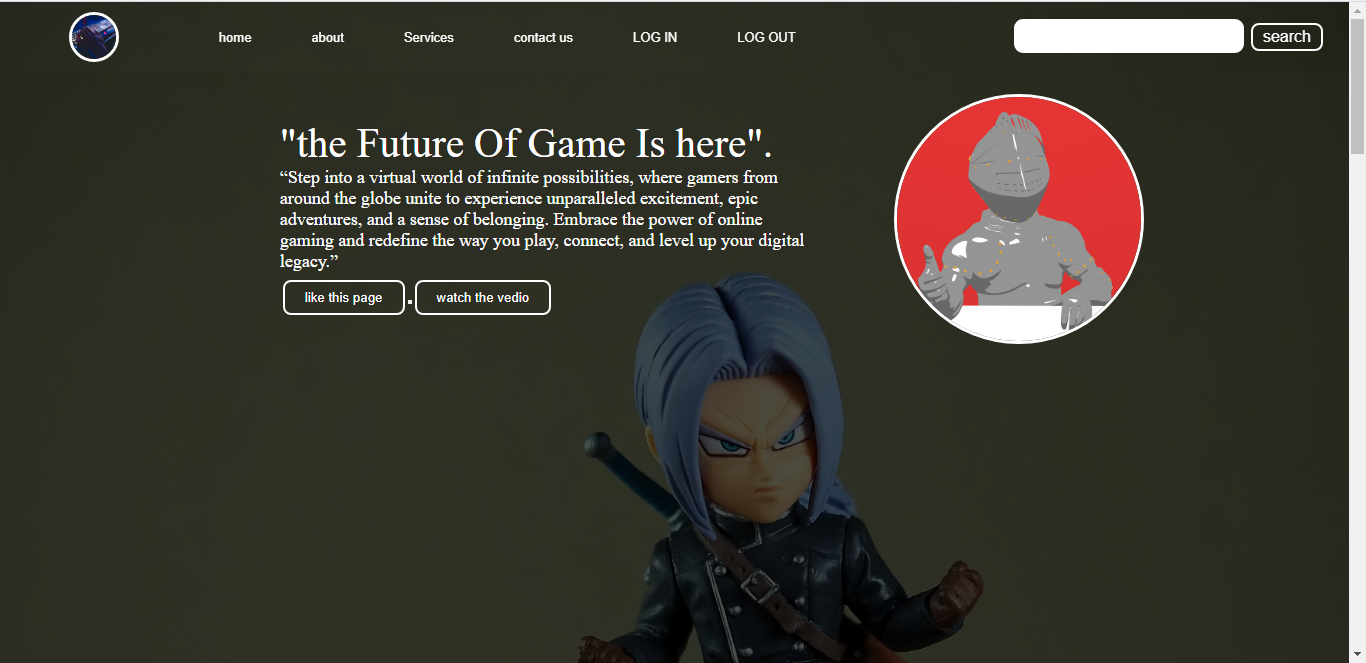 home about Services contact us LOG IN LOG OUT search
"the Future Of Game Is here".
“Step into a virtual world of infinite possibilities, where gamers from
around the globe unite to experience unparalleled excitement, epic
adventures, and a sense of belonging. Embrace the power of online
gaming and redefine the way you play, connect, and level up your digital
legacy.”
like this page . watch the vedio